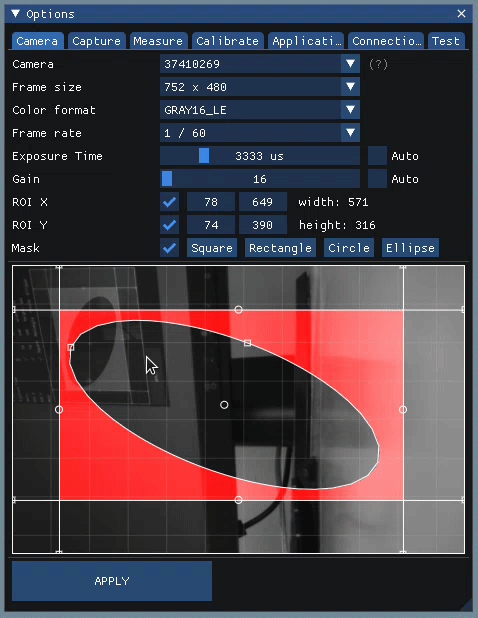 Options
Camera Capture Measure Calibrate Applicati… Connectio… Test
Camera 37410269 (?)
Frame size 752 x 480
Color format GRAY16_LE
Frame rate 1 / 60
Exposure Time 3333 us Auto
Gain 16 Auto
ROI X 78 649 width: 571
ROI Y 74 390 height: 316
Mask Square Rectangle Circle Ellipse
APPLY